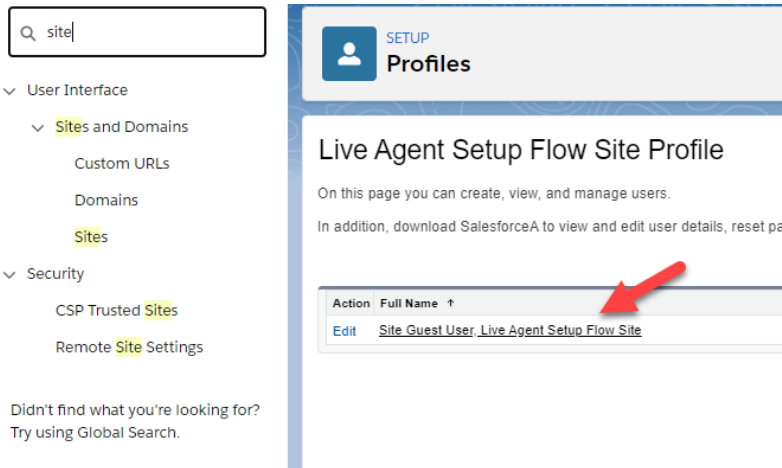 site
User Interface
Sites and Domains
Custom URLs
Domains
Sites
Security
CSP Trusted Sites
Remote Site Settings
Didn't find what you're looking for?
Try using Global Search.
SETUP
Profiles
Live Agent Setup Flow Site Profile
On this page you can create, view, and manage users.
In addition, download SalesforceA to view and edit user details, reset
Action Full Name ↑
Edit Site Guest User, Live Agent Setup Flow Site